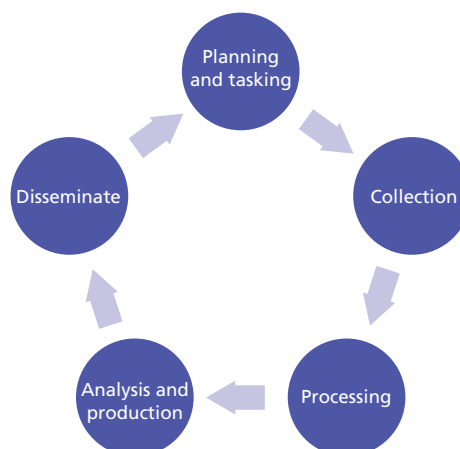 Planning
and tasking
Collection
Processing
Analysis and
production
Disseminate